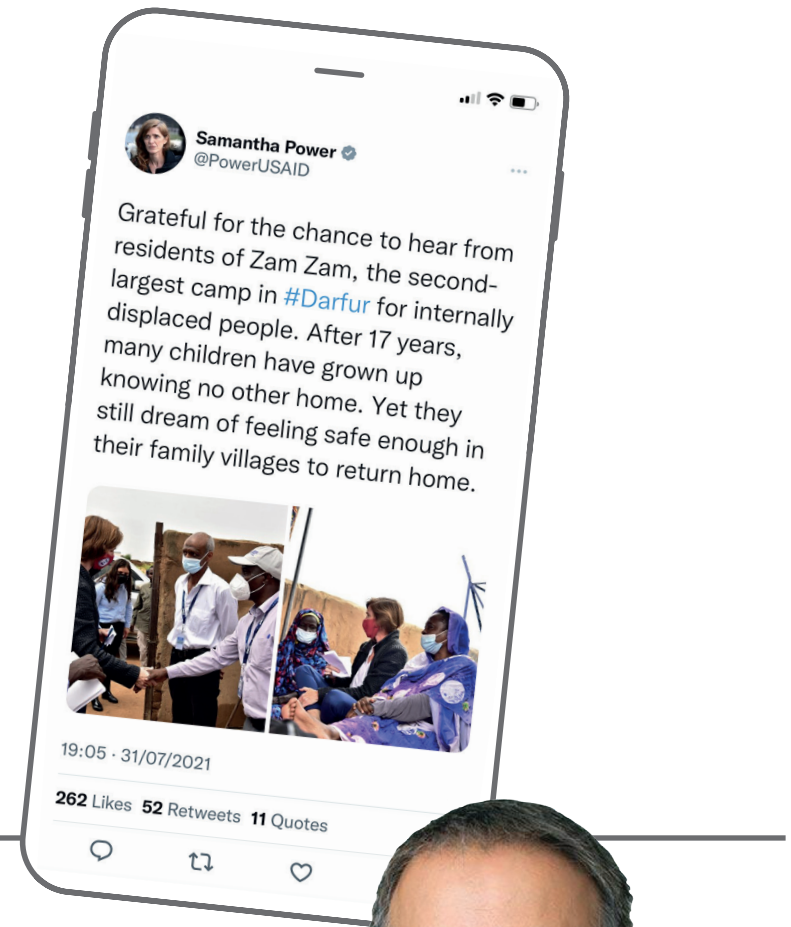 Samantha Power
@PowerUSAID
Grateful for the chance to hear from
residents of Zam Zam, the second-
largest camp in #Darfur for internally
displaced people. After 17 years,
many children have grown up
knowing no other home. Yet they
still dream of feeling safe enough in
their family villages to return home.
19:05 · 31/07/2021
262 Likes 52 Retweets 11 Quotes